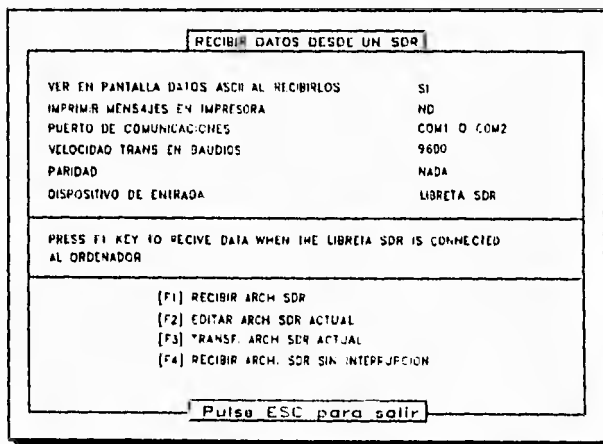 RECIBIR DATOS DESDE UN SDR
VER EN PANTALLA DATOS ASCII AL RECIBIRLOS SI
IMPRIMIR MENSAJES EN IMPRESORA NO
PUERTO DE COMUNICACIONES COM1 O COM2
VELOCIDAD TRANS EN BAUDIOS 9600
PARIDAD NADA
DISPOSITIVO DE ENTRADA LIBRETA SDR
PRESS F1 KEY TO RECIVE DATA WHEN THE LIBRETA SDR IS CONNECTED
AL ORDENADOR
[F1] RECIBIR ARCH SDR
[F2] EDITAR ARCH SDR ACTUAL
[F3] TRANSF. ARCH SDR ACTUAL
[F4] RECIBIR ARCH. SDR SIN INTERRUPCION
Pulse ESC para salir